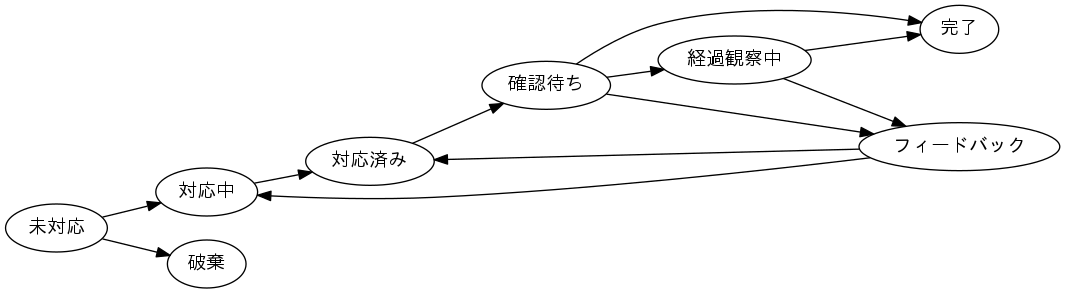 完了
経過観察中
確認待ち
フィードバック
対応済み
対応中
未対応
破棄